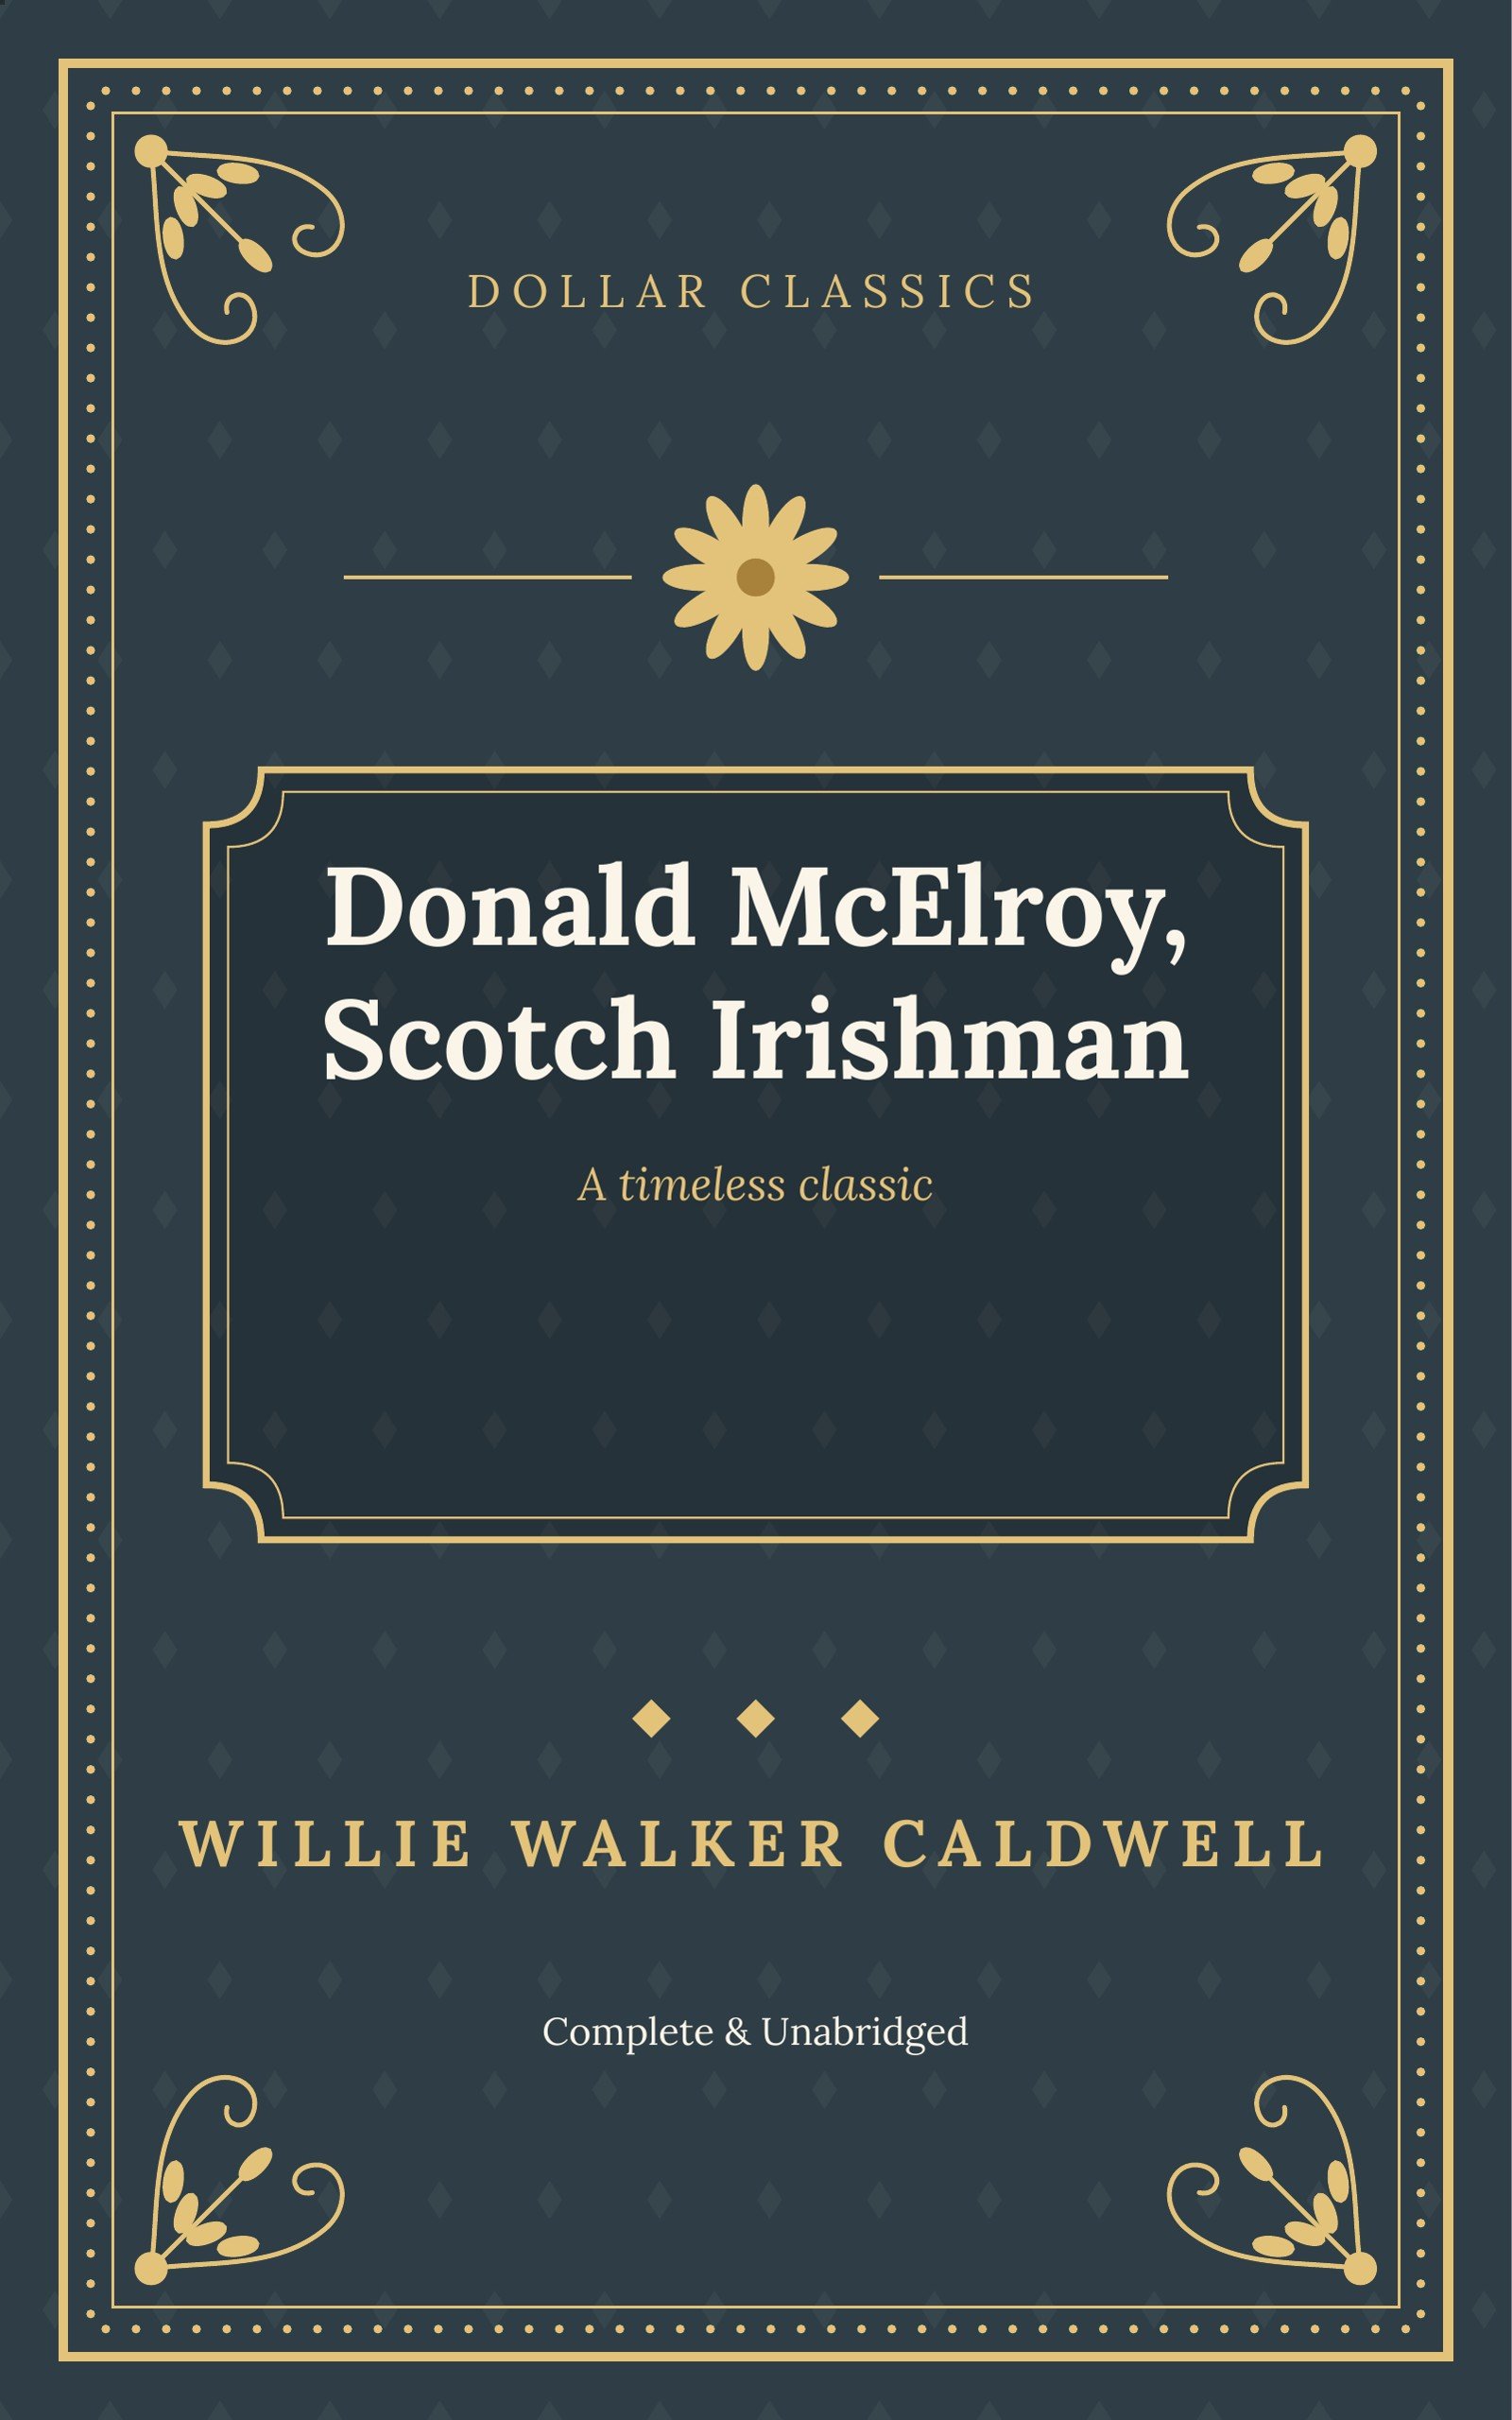 DOLLAR CLASSICS
Donald McElroy,
Scotch Irishman
A timeless classic
WILLIE WALKER CALDWELL
Complete & Unabridged